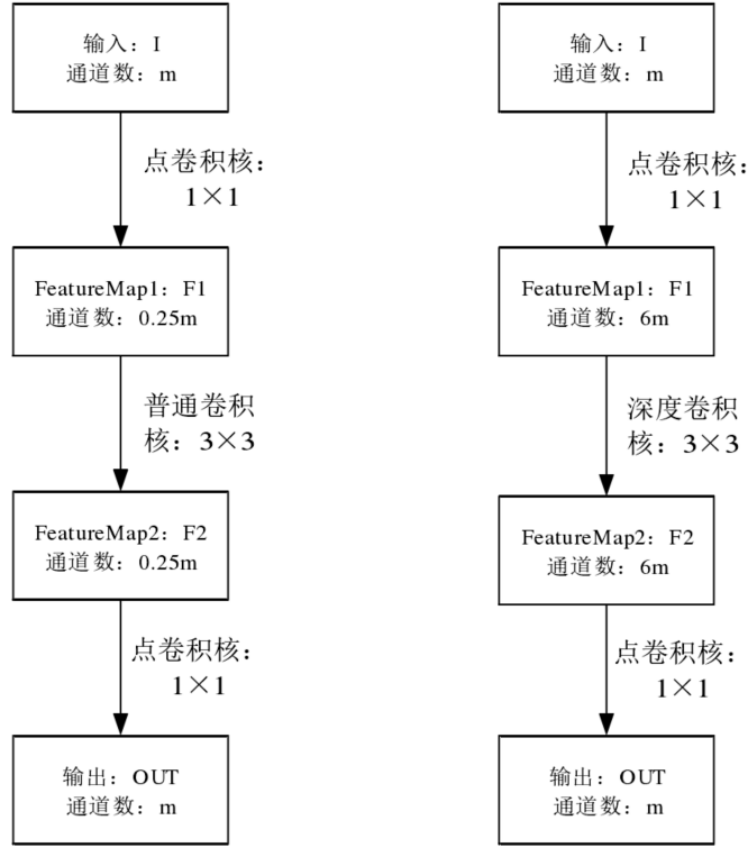 输入：I
通道数：m
点卷积核：
1×1
FeatureMap1：F1
通道数：0.25m
普通卷积
核：3×3
FeatureMap2：F2
通道数：0.25m
点卷积核：
1×1
输出：OUT
通道数：m
输入：I
通道数：m
点卷积核：
1×1
FeatureMap1：F1
通道数：6m
深度卷积
核：3×3
FeatureMap2：F2
通道数：6m
点卷积核：
1×1
输出：OUT
通道数：m